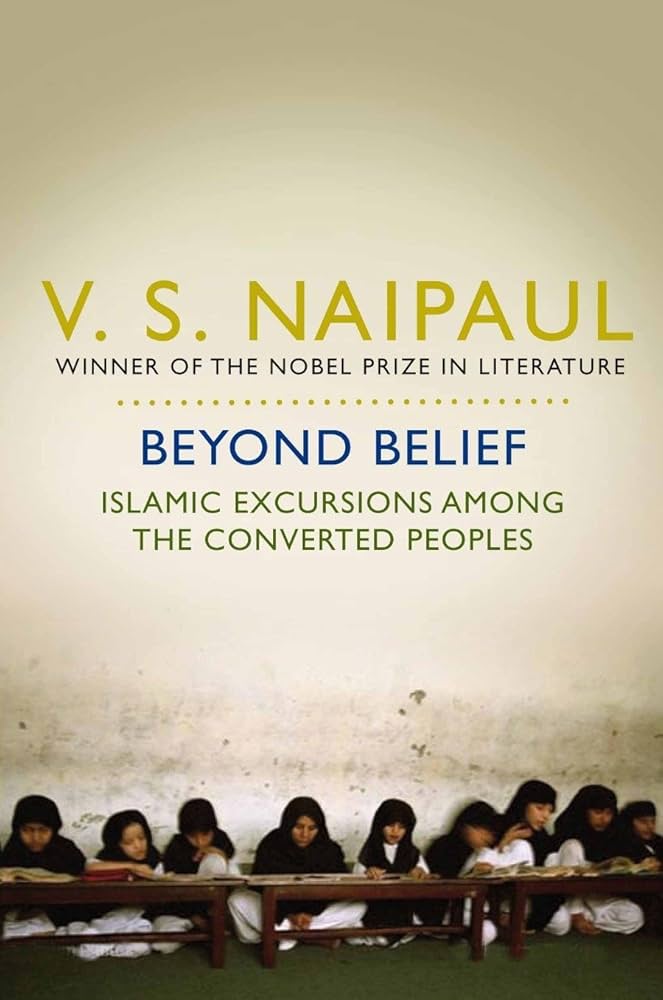 V. S. NAIPAUL
WINNER OF THE NOBEL PRIZE IN LITERATURE
BEYOND BELIEF
ISLAMIC EXCURSIONS AMONG
THE CONVERTED PEOPLES